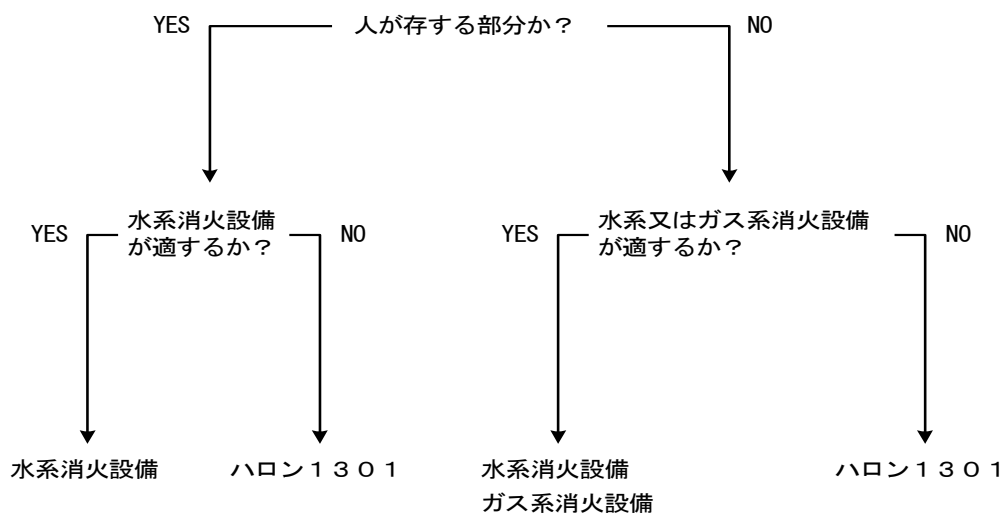 YES 人が存する部分か？ NO
水系消火設備
が適するか？
YES NO
水系又はガス系消火設備
が適するか？
YES NO
水系消火設備 ハロン１３０１ 水系消火設備 ハロン１３０１
ガス系消火設備